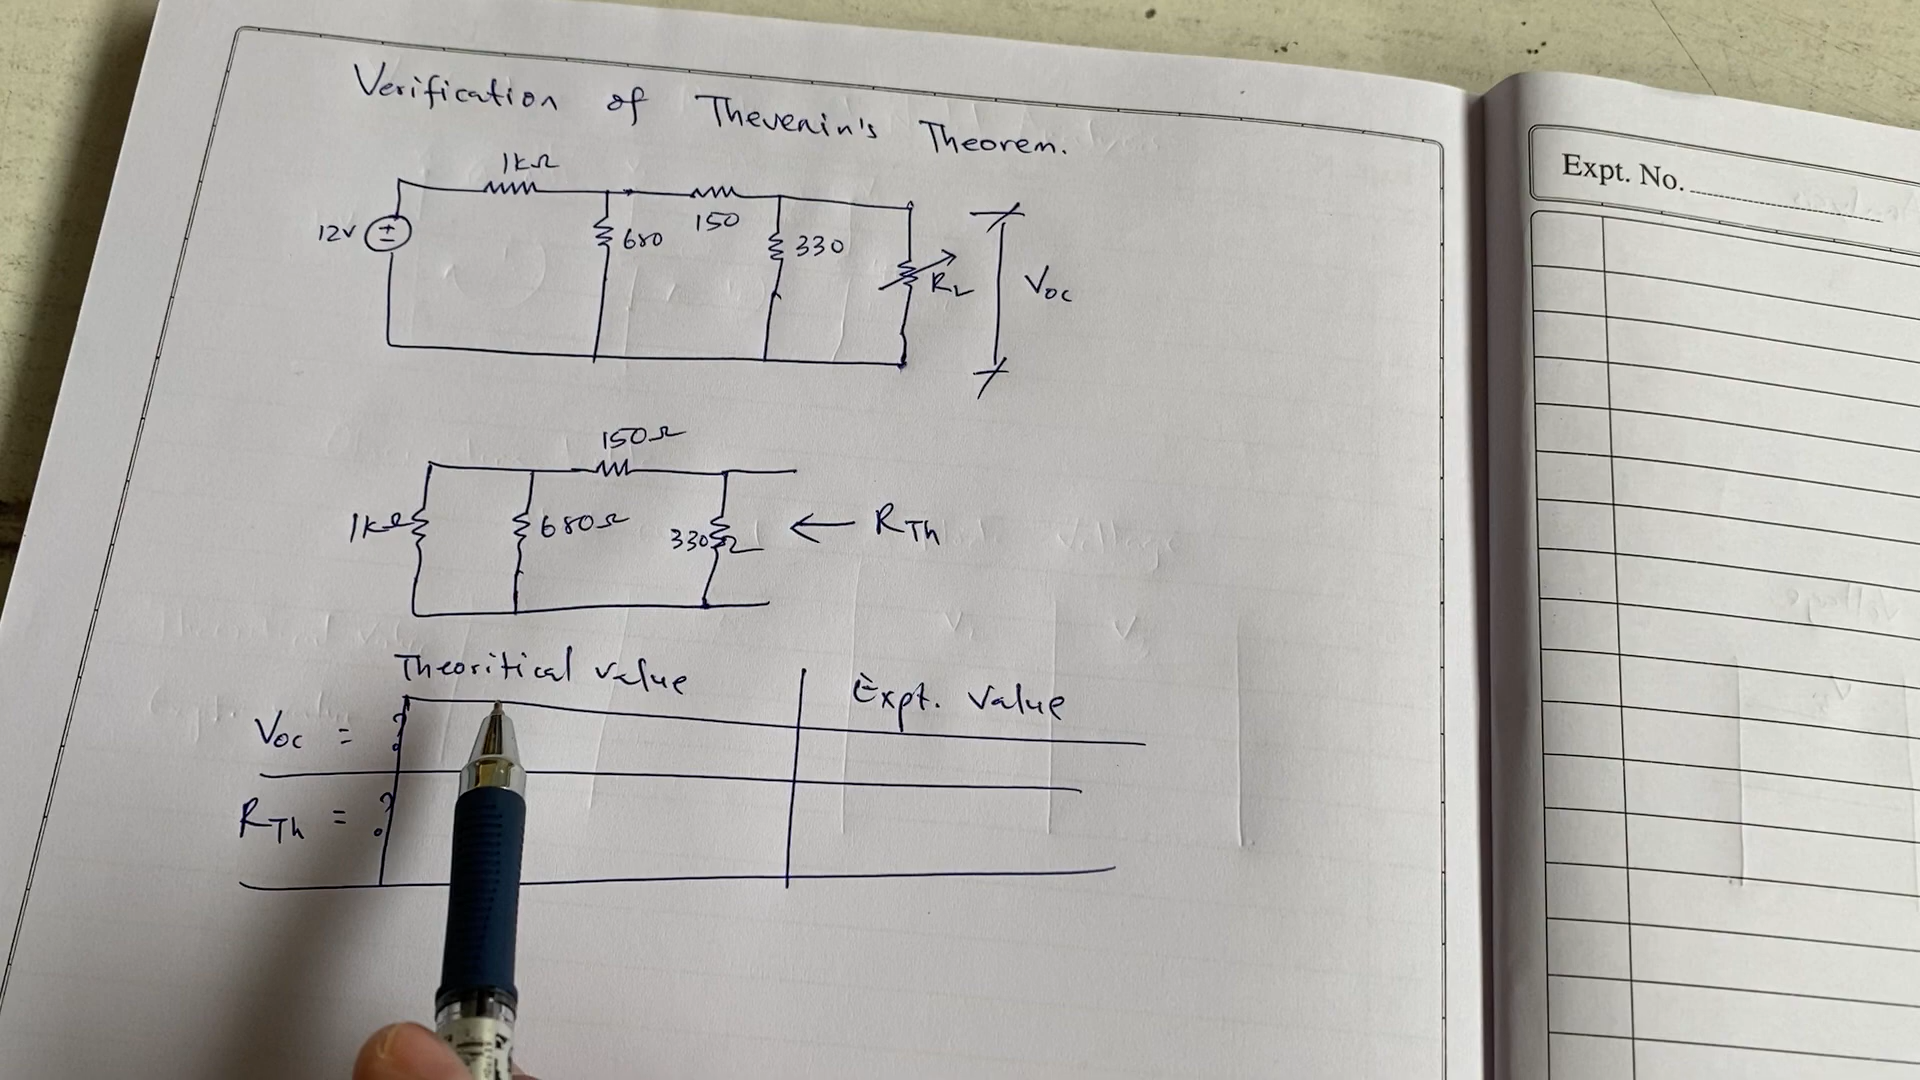 Verification of Thevenin's Theorem.
1kΩ
12V
680
150
330
RL
Voc
150Ω
1kΩ
680Ω
330Ω
← RTh
Theoritical value
Expt. Value
Voc = ?
RTh = ?
Expt. No.